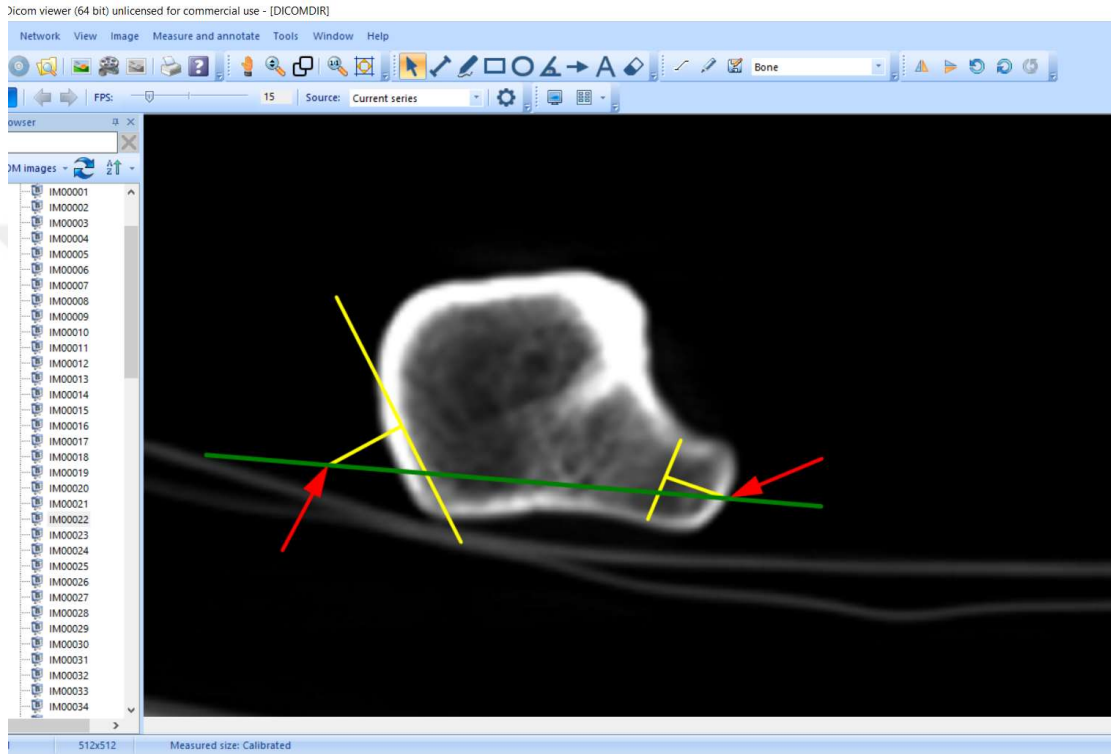 Dicom viewer (64 bit) unlicensed for commercial use - [DICOMDIR]
Network View Image Measure and annotate Tools Window Help
Bone
FPS: 15 Source: Current series
owser
OM images
IM00001
IM00002
IM00003
IM00004
IM00005
IM00006
IM00007
IM00008
IM00009
IM00010
IM00011
IM00012
IM00013
IM00014
IM00015
IM00016
IM00017
IM00018
IM00019
IM00020
IM00021
IM00022
IM00023
IM00024
IM00025
IM00026
IM00027
IM00028
IM00029
IM00030
IM00031
IM00032
IM00033
IM00034
512x512 Measured size: Calibrated